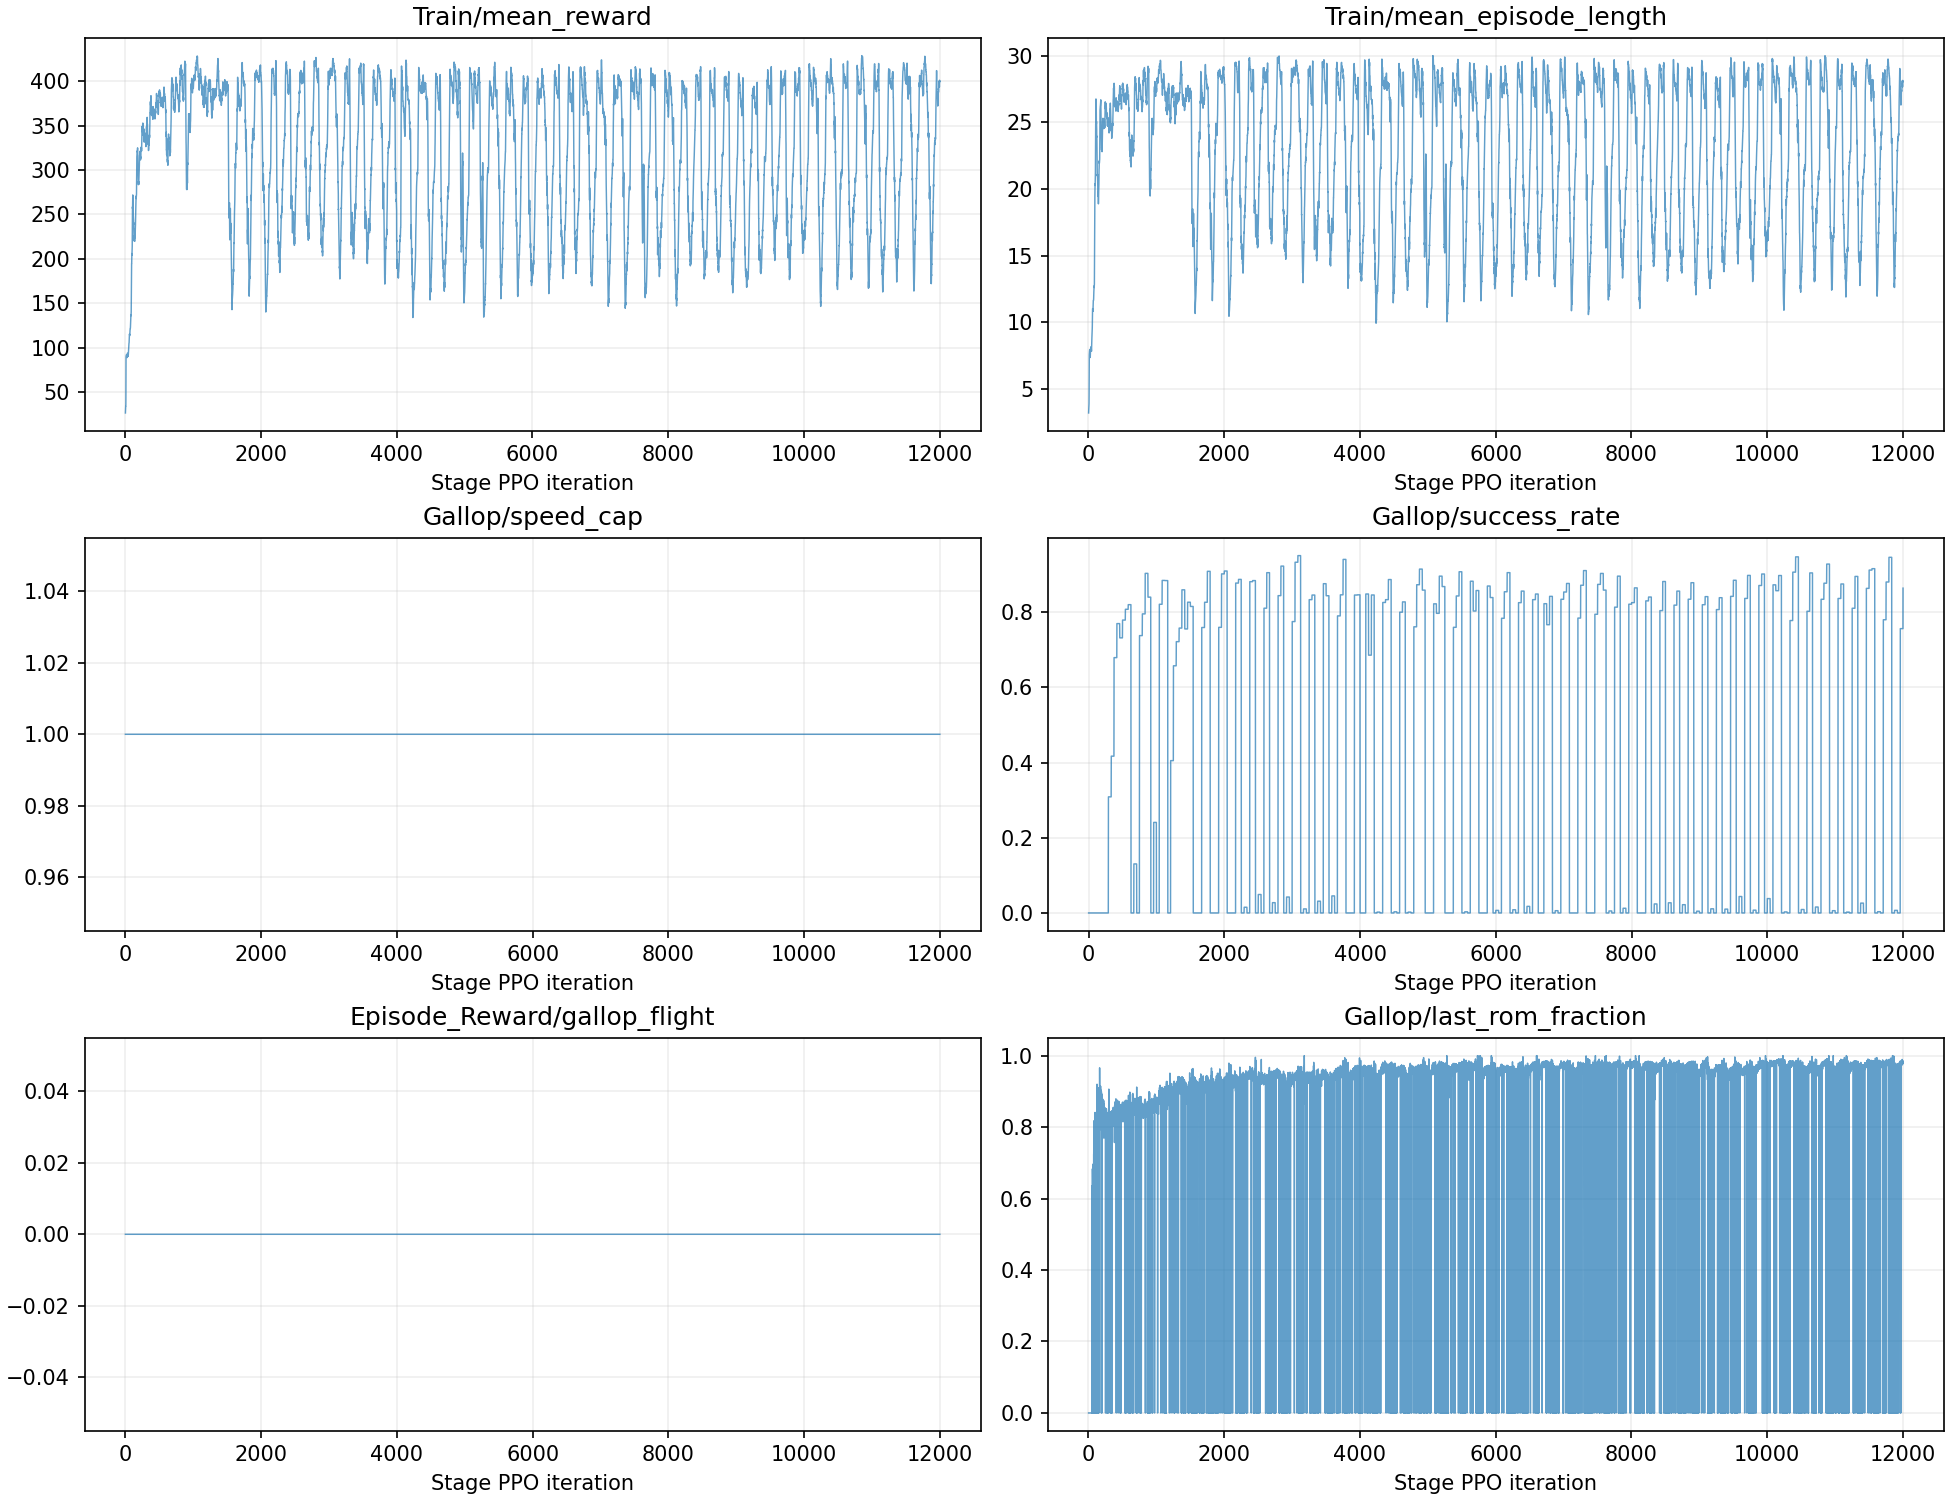 Train/mean_reward
400
350
300
250
200
150
100
50
0 2000 4000 6000 8000 10000 12000
Stage PPO iteration
Train/mean_episode_length
30
25
20
15
10
5
0 2000 4000 6000 8000 10000 12000
Stage PPO iteration
Gallop/speed_cap
1.04
1.02
1.00
0.98
0.96
0 2000 4000 6000 8000 10000 12000
Stage PPO iteration
Gallop/success_rate
0.8
0.6
0.4
0.2
0.0
0 2000 4000 6000 8000 10000 12000
Stage PPO iteration
Episode_Reward/gallop_flight
0.04
0.02
0.00
−0.02
−0.04
0 2000 4000 6000 8000 10000 12000
Stage PPO iteration
Gallop/last_rom_fraction
1.0
0.8
0.6
0.4
0.2
0.0
0 2000 4000 6000 8000 10000 12000
Stage PPO iteration